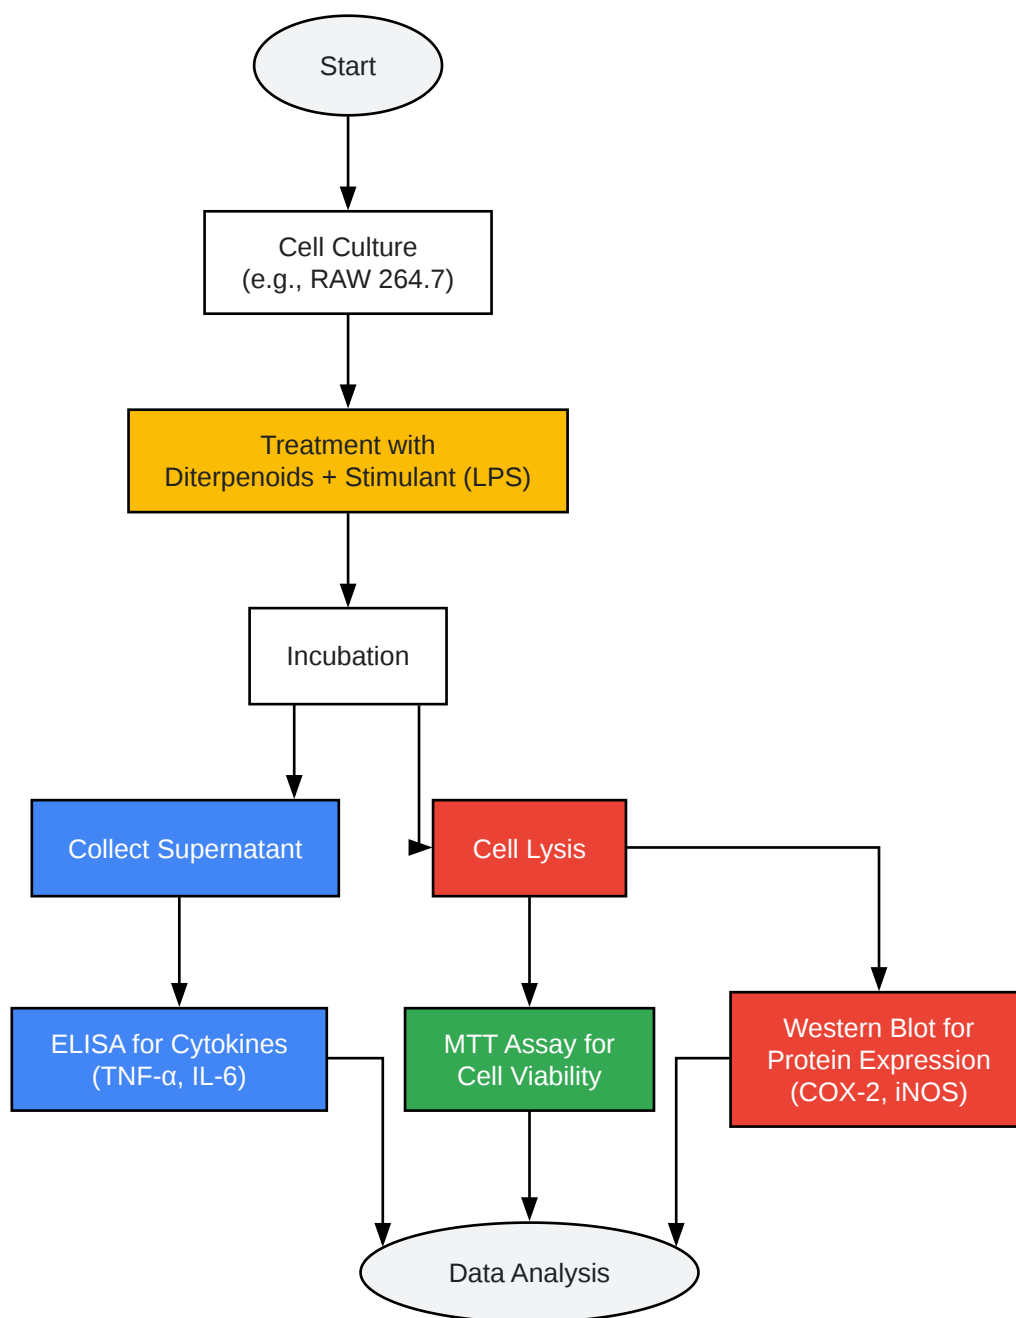 Start
Cell Culture
(e.g., RAW 264.7)
Treatment with
Diterpenoids + Stimulant (LPS)
Incubation
Collect Supernatant
Cell Lysis
ELISA for Cytokines
(TNF-α, IL-6)
MTT Assay for
Cell Viability
Western Blot for
Protein Expression
(COX-2, iNOS)
Data Analysis